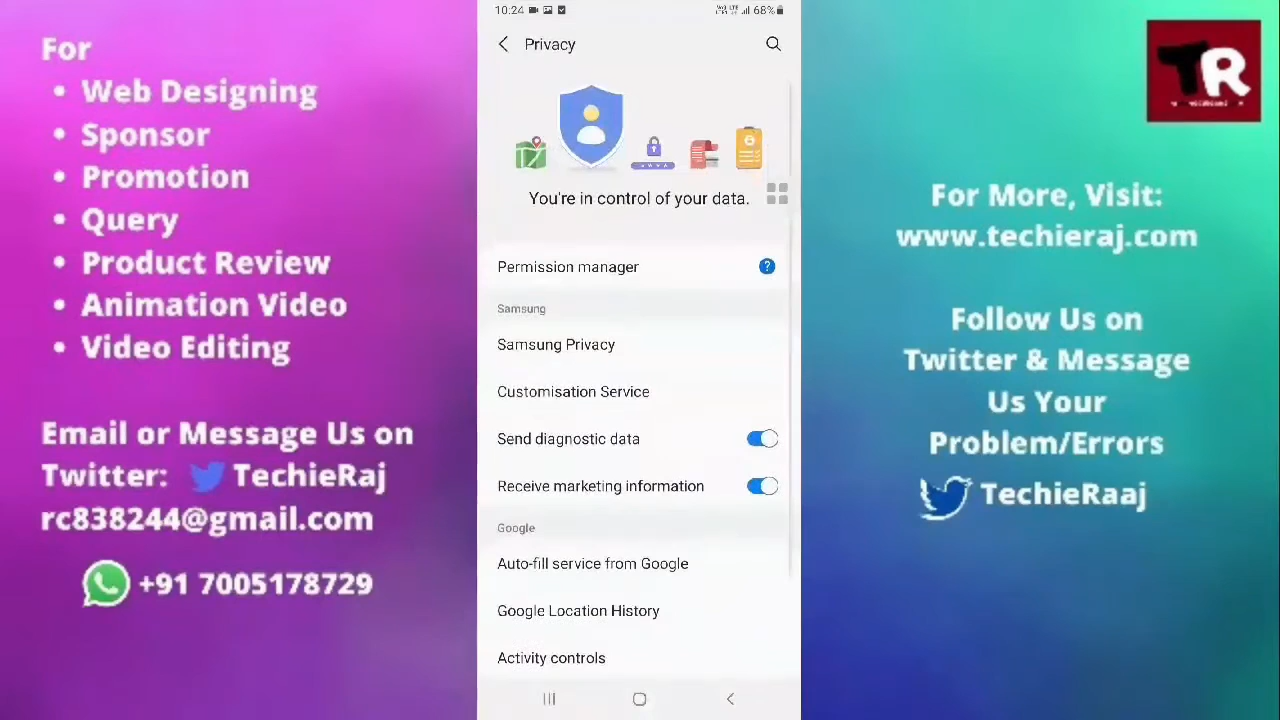 For
• Web Designing
• Sponsor
• Promotion
• Query
• Product Review
• Animation Video
• Video Editing
Email or Message Us on
Twitter: TechieRaj
rc838244@gmail.com
+91 7005178729
10.24 68%
Privacy
You're in control of your data.
Permission manager ?
Samsung
Samsung Privacy
Customisation Service
Send diagnostic data
Receive marketing information
Google
Auto-fill service from Google
Google Location History
Activity controls
TR
For More, Visit:
www.techieraj.com
Follow Us on
Twitter & Message
Us Your
Problem/Errors
TechieRaaj